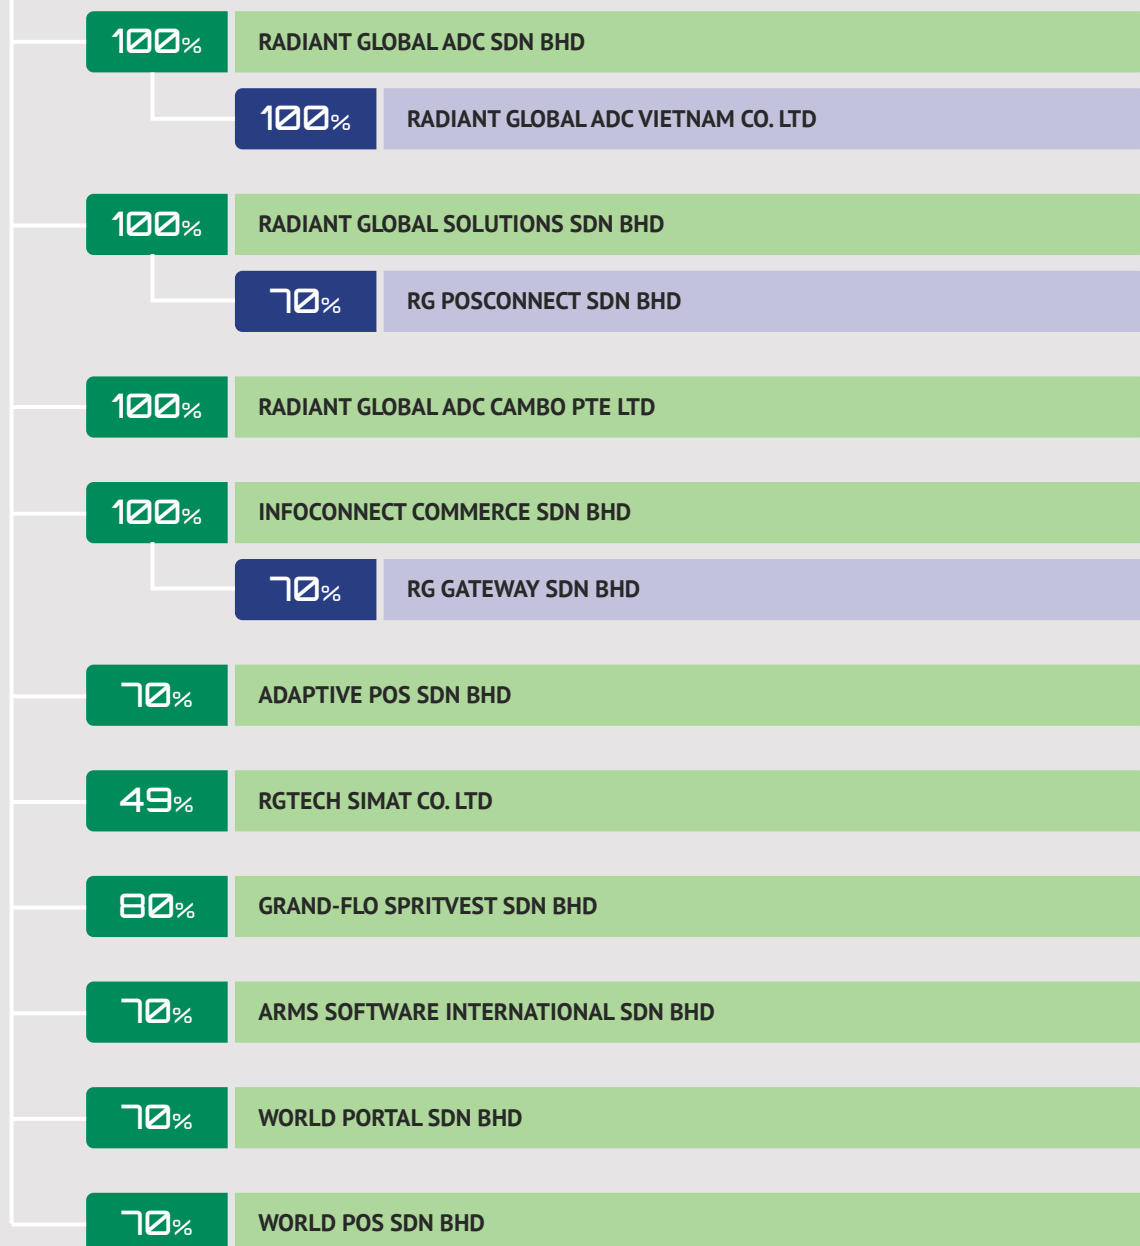 100% RADIANT GLOBAL ADC SDN BHD
100% RADIANT GLOBAL ADC VIETNAM CO. LTD
100% RADIANT GLOBAL SOLUTIONS SDN BHD
70% RG POSCONNECT SDN BHD
100% RADIANT GLOBAL ADC CAMBO PTE LTD
100% INFOCONNECT COMMERCE SDN BHD
70% RG GATEWAY SDN BHD
70% ADAPTIVE POS SDN BHD
49% RGTECH SIMAT CO. LTD
80% GRAND-FLO SPRITVEST SDN BHD
70% ARMS SOFTWARE INTERNATIONAL SDN BHD
70% WORLD PORTAL SDN BHD
70% WORLD POS SDN BHD